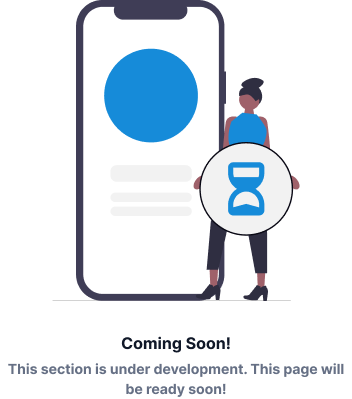 Coming Soon!
This section is under development. This page will
be ready soon!